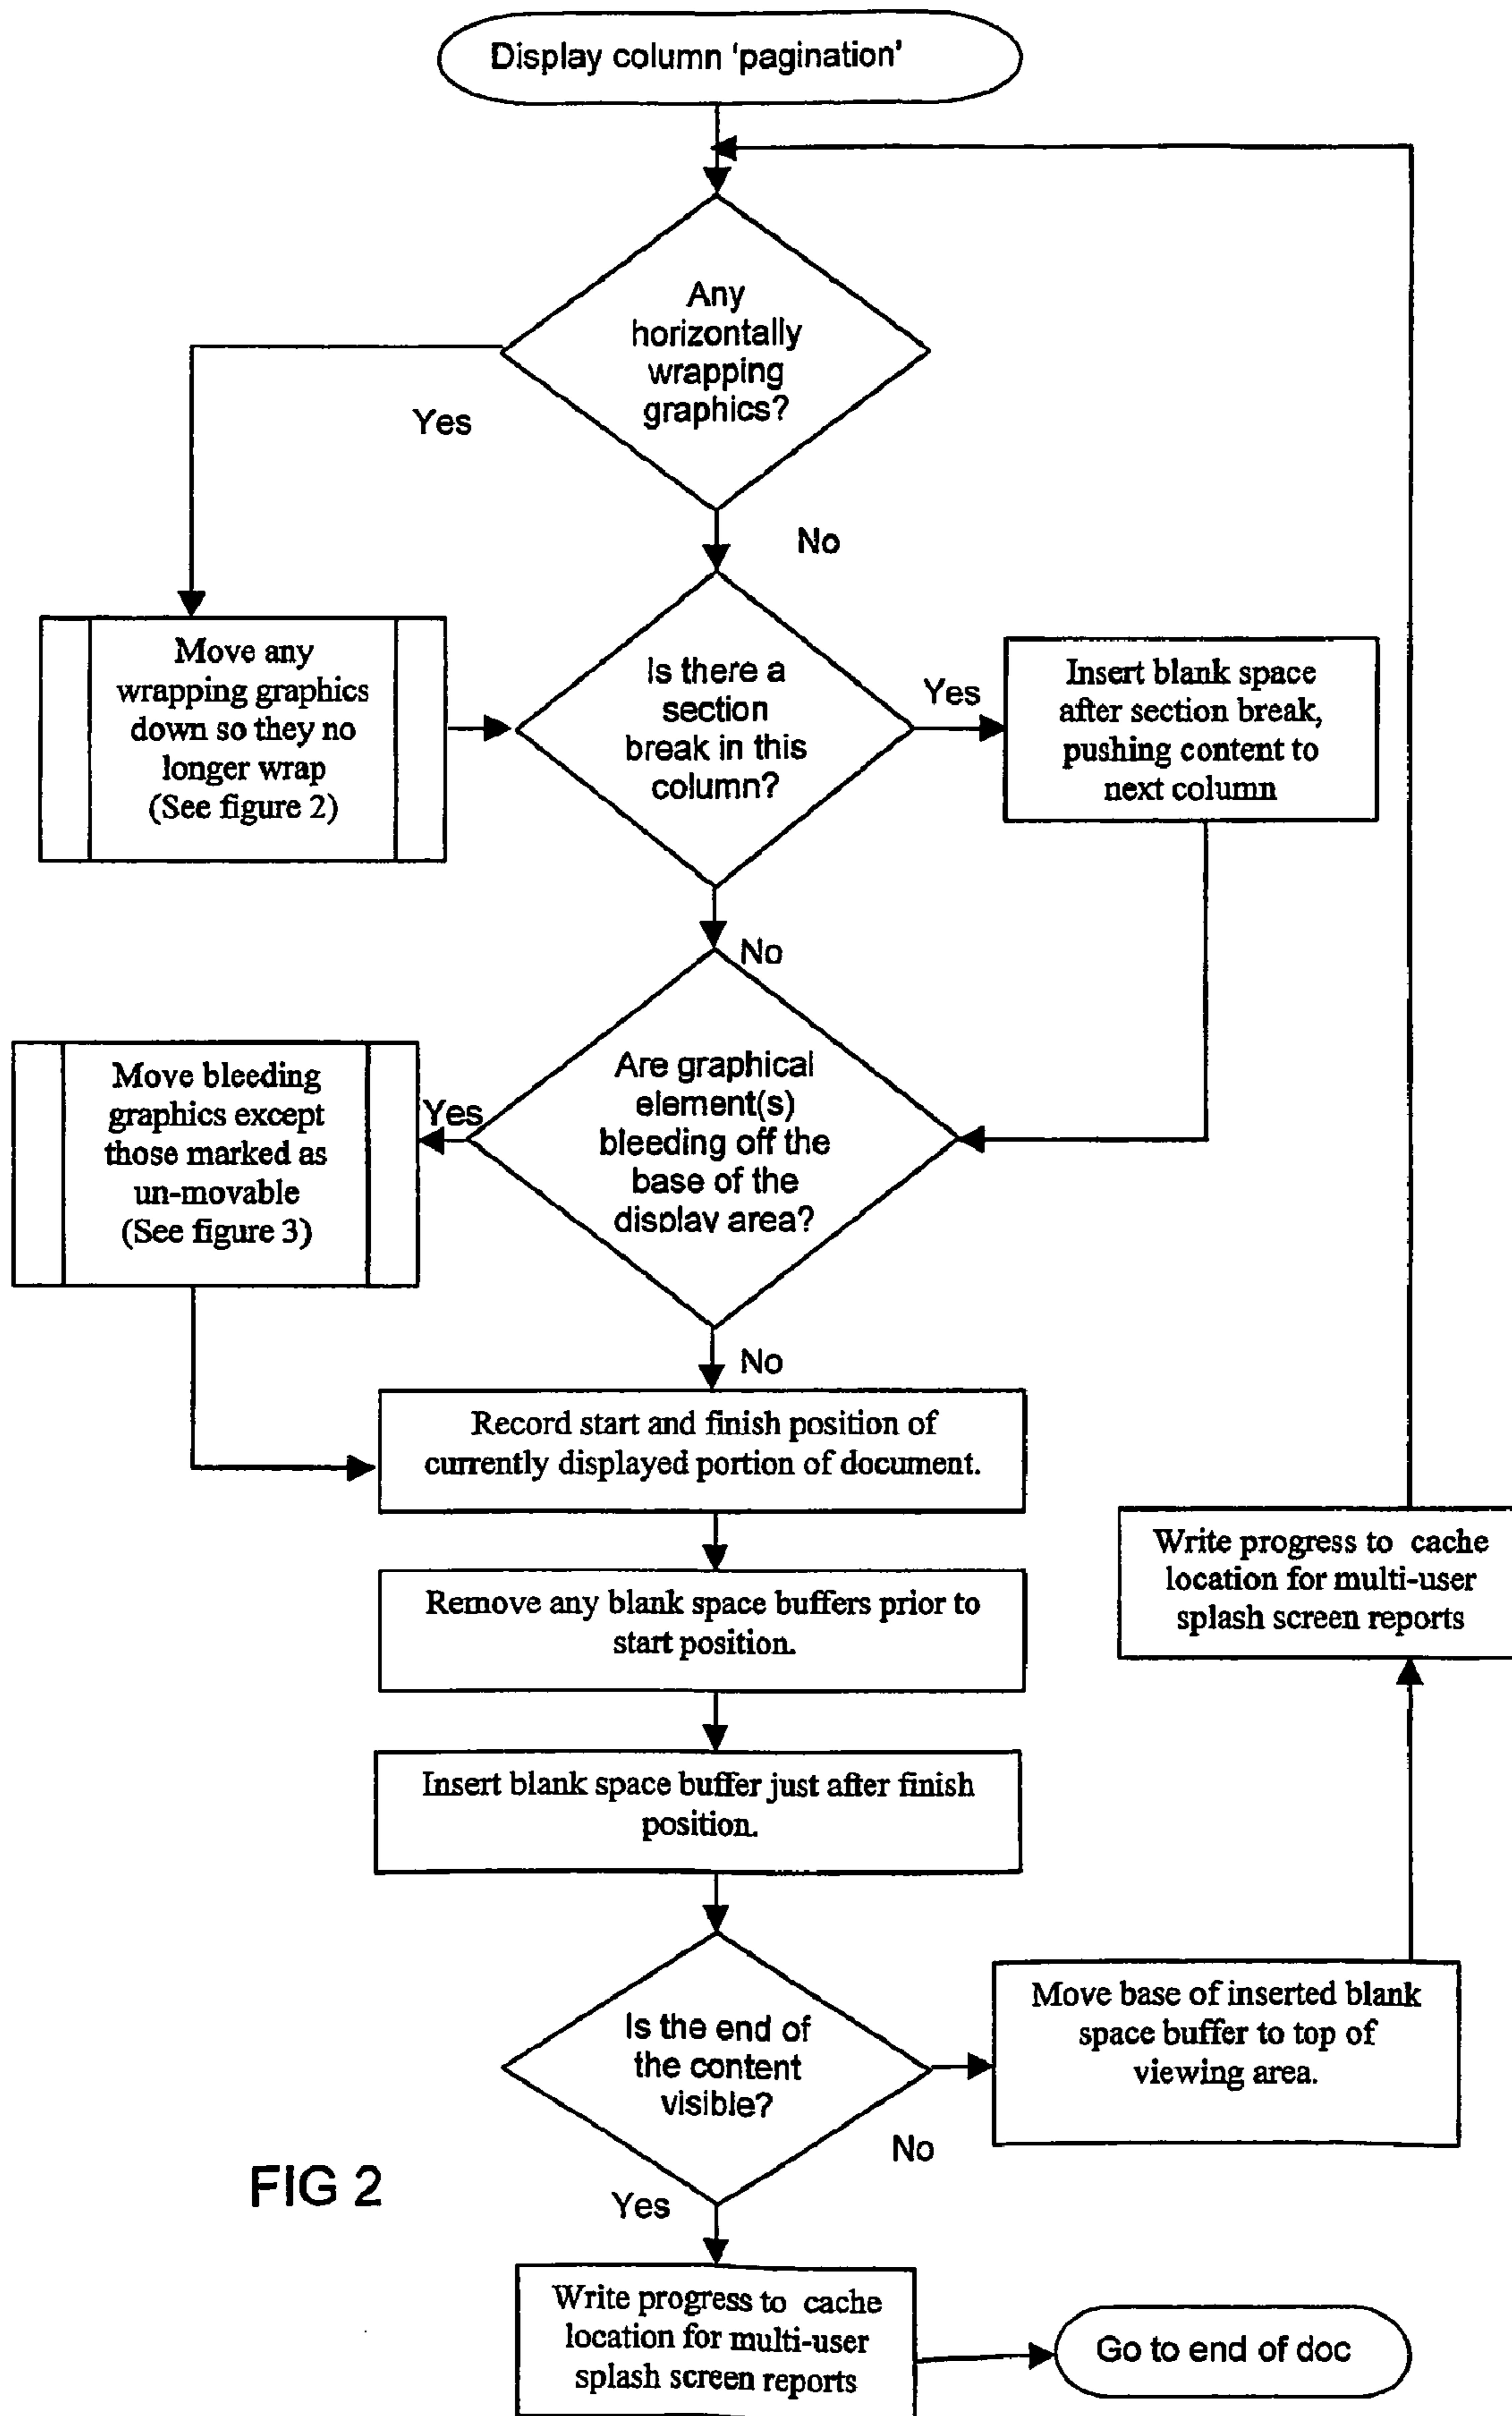 Display column 'pagination'
Any
horizontally
wrapping
graphics?
Yes
No
Move any
wrapping graphics
down so they no
longer wrap
(See figure 2)
Is there a
section
break in this
column?
Yes
Insert blank space
after section break,
pushing content to
next column
No
Move bleeding
graphics except
those marked as
un-movable
(See figure 3)
Yes
Are graphical
element(s)
bleeding off the
base of the
display area?
No
Record start and finish position of
currently displayed portion of document.
Remove any blank space buffers prior to
start position.
Insert blank space buffer just after finish
position.
Write progress to cache
location for multi-user
splash screen reports
Is the end of
the content
visible?
Move base of inserted blank
space buffer to top of
viewing area.
No
FIG 2
Yes
Write progress to cache
location for multi-user
splash screen reports
Go to end of doc